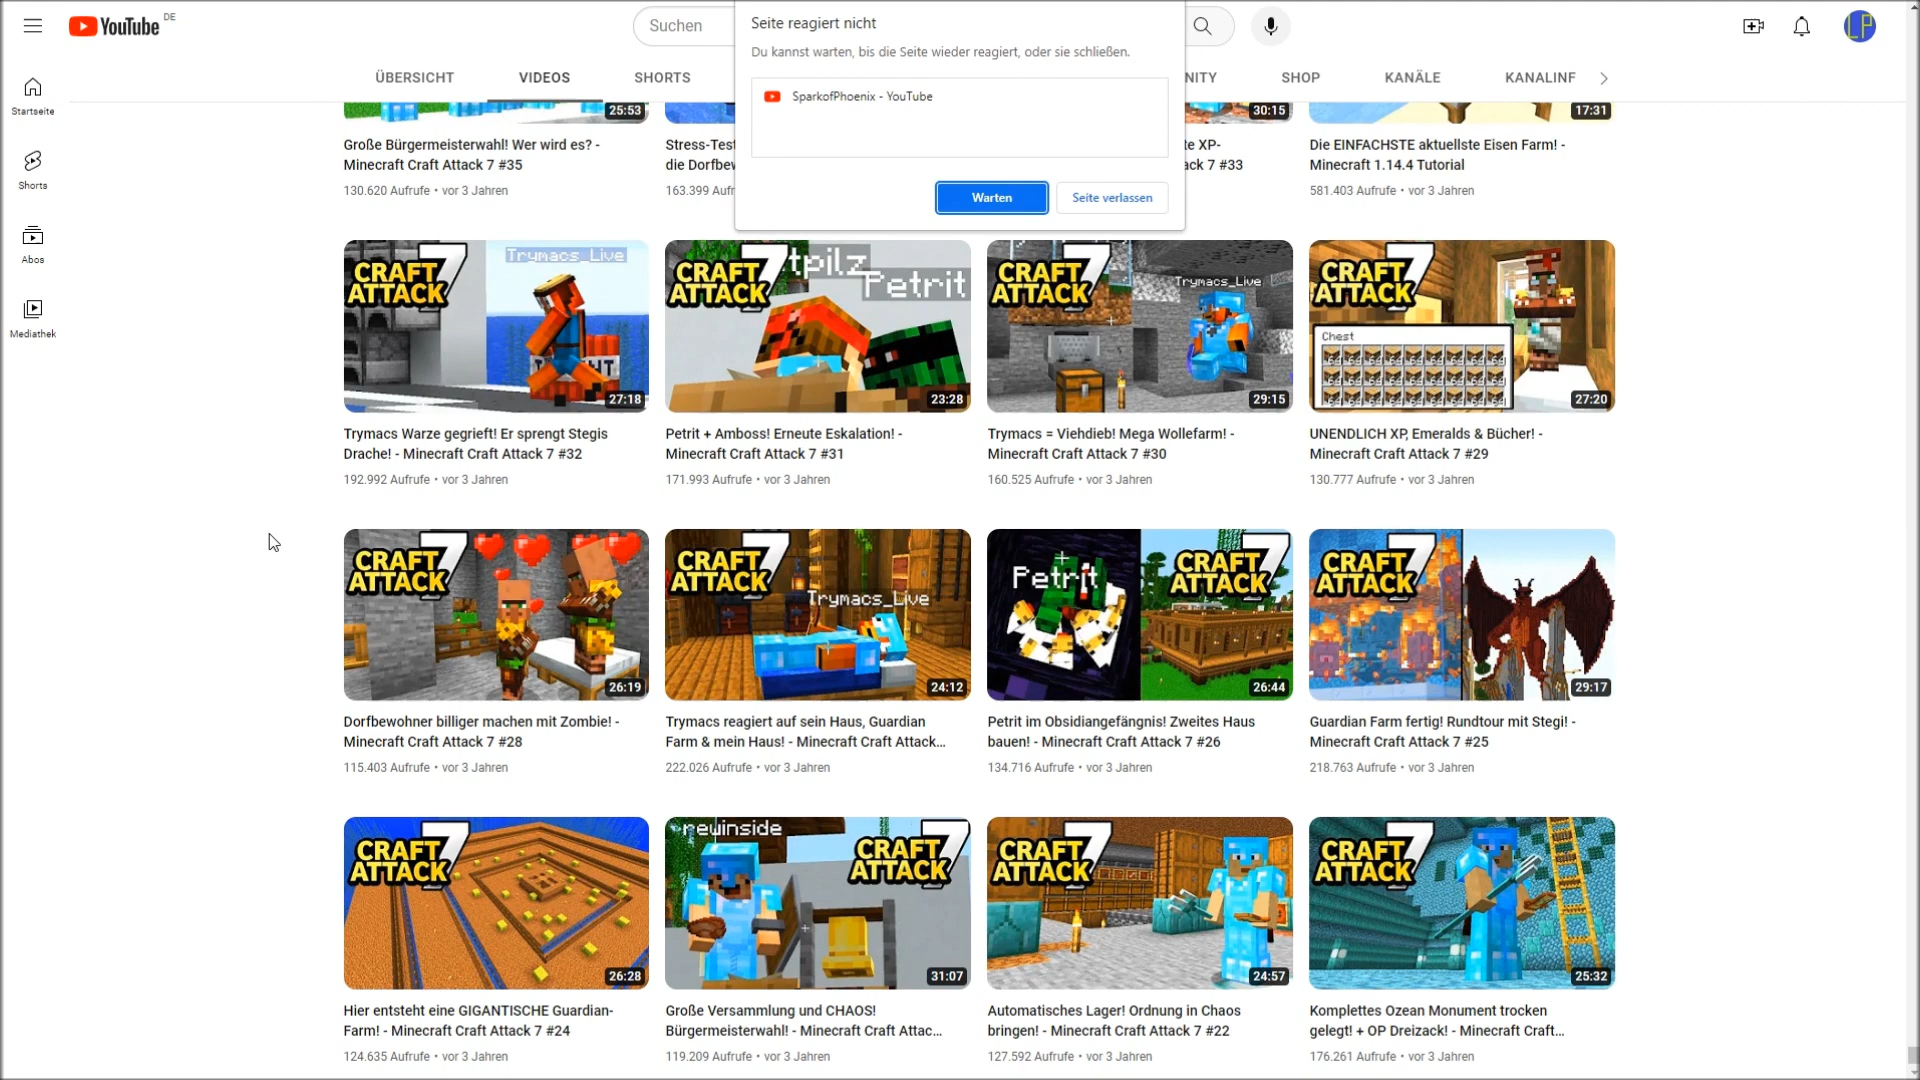 YouTube DE
Suchen
Seite reagiert nicht
Du kannst warten, bis die Seite wieder reagiert, oder sie schließen.
SparkofPhoenix - YouTube
Warten
Seite verlassen
ÜBERSICHT
VIDEOS
SHORTS
NITY
SHOP
KANÄLE
KANALINF
Startseite
Shorts
Abos
Mediathek
25:53
30:15
17:31
Große Bürgermeisterwahl! Wer wird es? -
Minecraft Craft Attack 7 #35
130.620 Aufrufe • vor 3 Jahren
Stress-Test
die Dorfbew
163.399 Aufr
te XP-
ack 7 #33
Die EINFACHSTE aktuellste Eisen Farm! -
Minecraft 1.14.4 Tutorial
581.403 Aufrufe • vor 3 Jahren
CRAFT 7
ATTACK
Trymacs_Live
TNT
27:18
CRAFT 7
ATTACK
tpilz
Petrit
23:28
CRAFT 7
ATTACK
Trymacs_Live
29:15
CRAFT 7
ATTACK
Chest
27:20
Trymacs Warze gegrieft! Er sprengt Stegis
Drache! - Minecraft Craft Attack 7 #32
192.992 Aufrufe • vor 3 Jahren
Petrit + Amboss! Erneute Eskalation! -
Minecraft Craft Attack 7 #31
171.993 Aufrufe • vor 3 Jahren
Trymacs = Viehdieb! Mega Wollefarm! -
Minecraft Craft Attack 7 #30
160.525 Aufrufe • vor 3 Jahren
UNENDLICH XP, Emeralds & Bücher! -
Minecraft Craft Attack 7 #29
130.777 Aufrufe • vor 3 Jahren
CRAFT 7
ATTACK
26:19
CRAFT 7
ATTACK
Trymacs_Live
24:12
Petrit
CRAFT 7
ATTACK
26:44
CRAFT 7
ATTACK
29:17
Dorfbewohner billiger machen mit Zombie! -
Minecraft Craft Attack 7 #28
115.403 Aufrufe • vor 3 Jahren
Trymacs reagiert auf sein Haus, Guardian
Farm & mein Haus! - Minecraft Craft Attack...
222.026 Aufrufe • vor 3 Jahren
Petrit im Obsidiangefängnis! Zweites Haus
bauen! - Minecraft Craft Attack 7 #26
134.716 Aufrufe • vor 3 Jahren
Guardian Farm fertig! Rundtour mit Stegi! -
Minecraft Craft Attack 7 #25
218.763 Aufrufe • vor 3 Jahren
CRAFT 7
ATTACK
26:28
rewinside
CRAFT 7
ATTACK
31:07
CRAFT 7
ATTACK
24:57
CRAFT 7
ATTACK
25:32
Hier entsteht eine GIGANTISCHE Guardian-
Farm! - Minecraft Craft Attack 7 #24
124.635 Aufrufe • vor 3 Jahren
Große Versammlung und CHAOS!
Bürgermeisterwahl! - Minecraft Craft Attac...
119.209 Aufrufe • vor 3 Jahren
Automatisches Lager! Ordnung in Chaos
bringen! - Minecraft Craft Attack 7 #22
127.592 Aufrufe • vor 3 Jahren
Komplettes Ozean Monument trocken
gelegt! + OP Dreizack! - Minecraft Craft...
176.261 Aufrufe • vor 3 Jahren